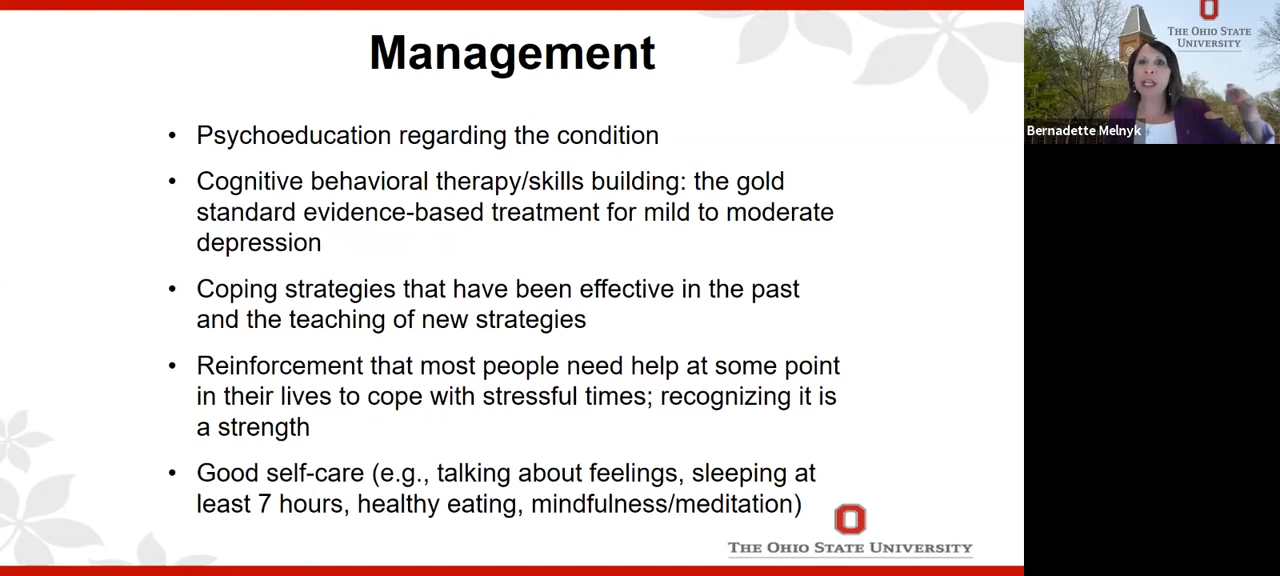 Management
• Psychoeducation regarding the condition
• Cognitive behavioral therapy/skills building: the gold
standard evidence-based treatment for mild to moderate
depression
• Coping strategies that have been effective in the past
and the teaching of new strategies
• Reinforcement that most people need help at some point
in their lives to cope with stressful times; recognizing it is
a strength
• Good self-care (e.g., talking about feelings, sleeping at
least 7 hours, healthy eating, mindfulness/meditation)
THE OHIO STATE UNIVERSITY
THE OHIO STATE
UNIVERSITY
Bernadette Melnyk